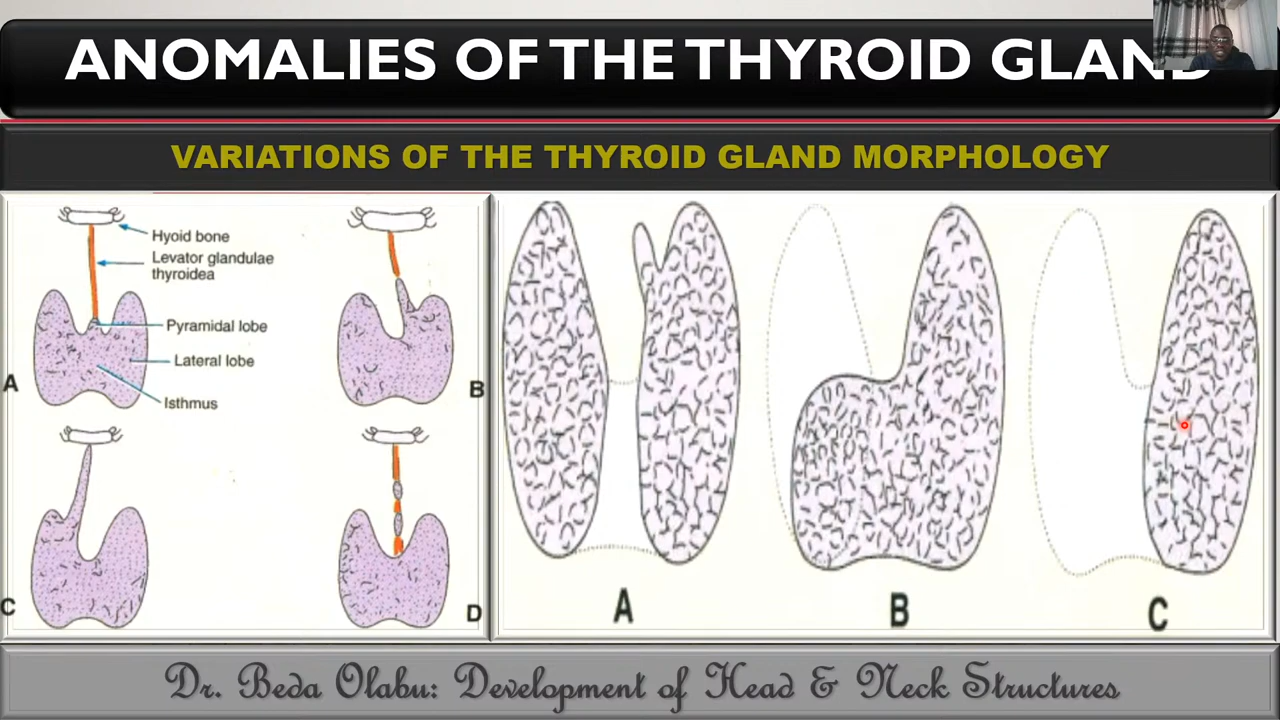 ANOMALIES OF THE THYROID GLAND
VARIATIONS OF THE THYROID GLAND MORPHOLOGY
Hyoid bone
Levator glandulae
thyroidea
Pyramidal lobe
Lateral lobe
Isthmus
A
B
C
D
A
B
C
Dr. Beda Olabu: Development of Head & Neck Structures